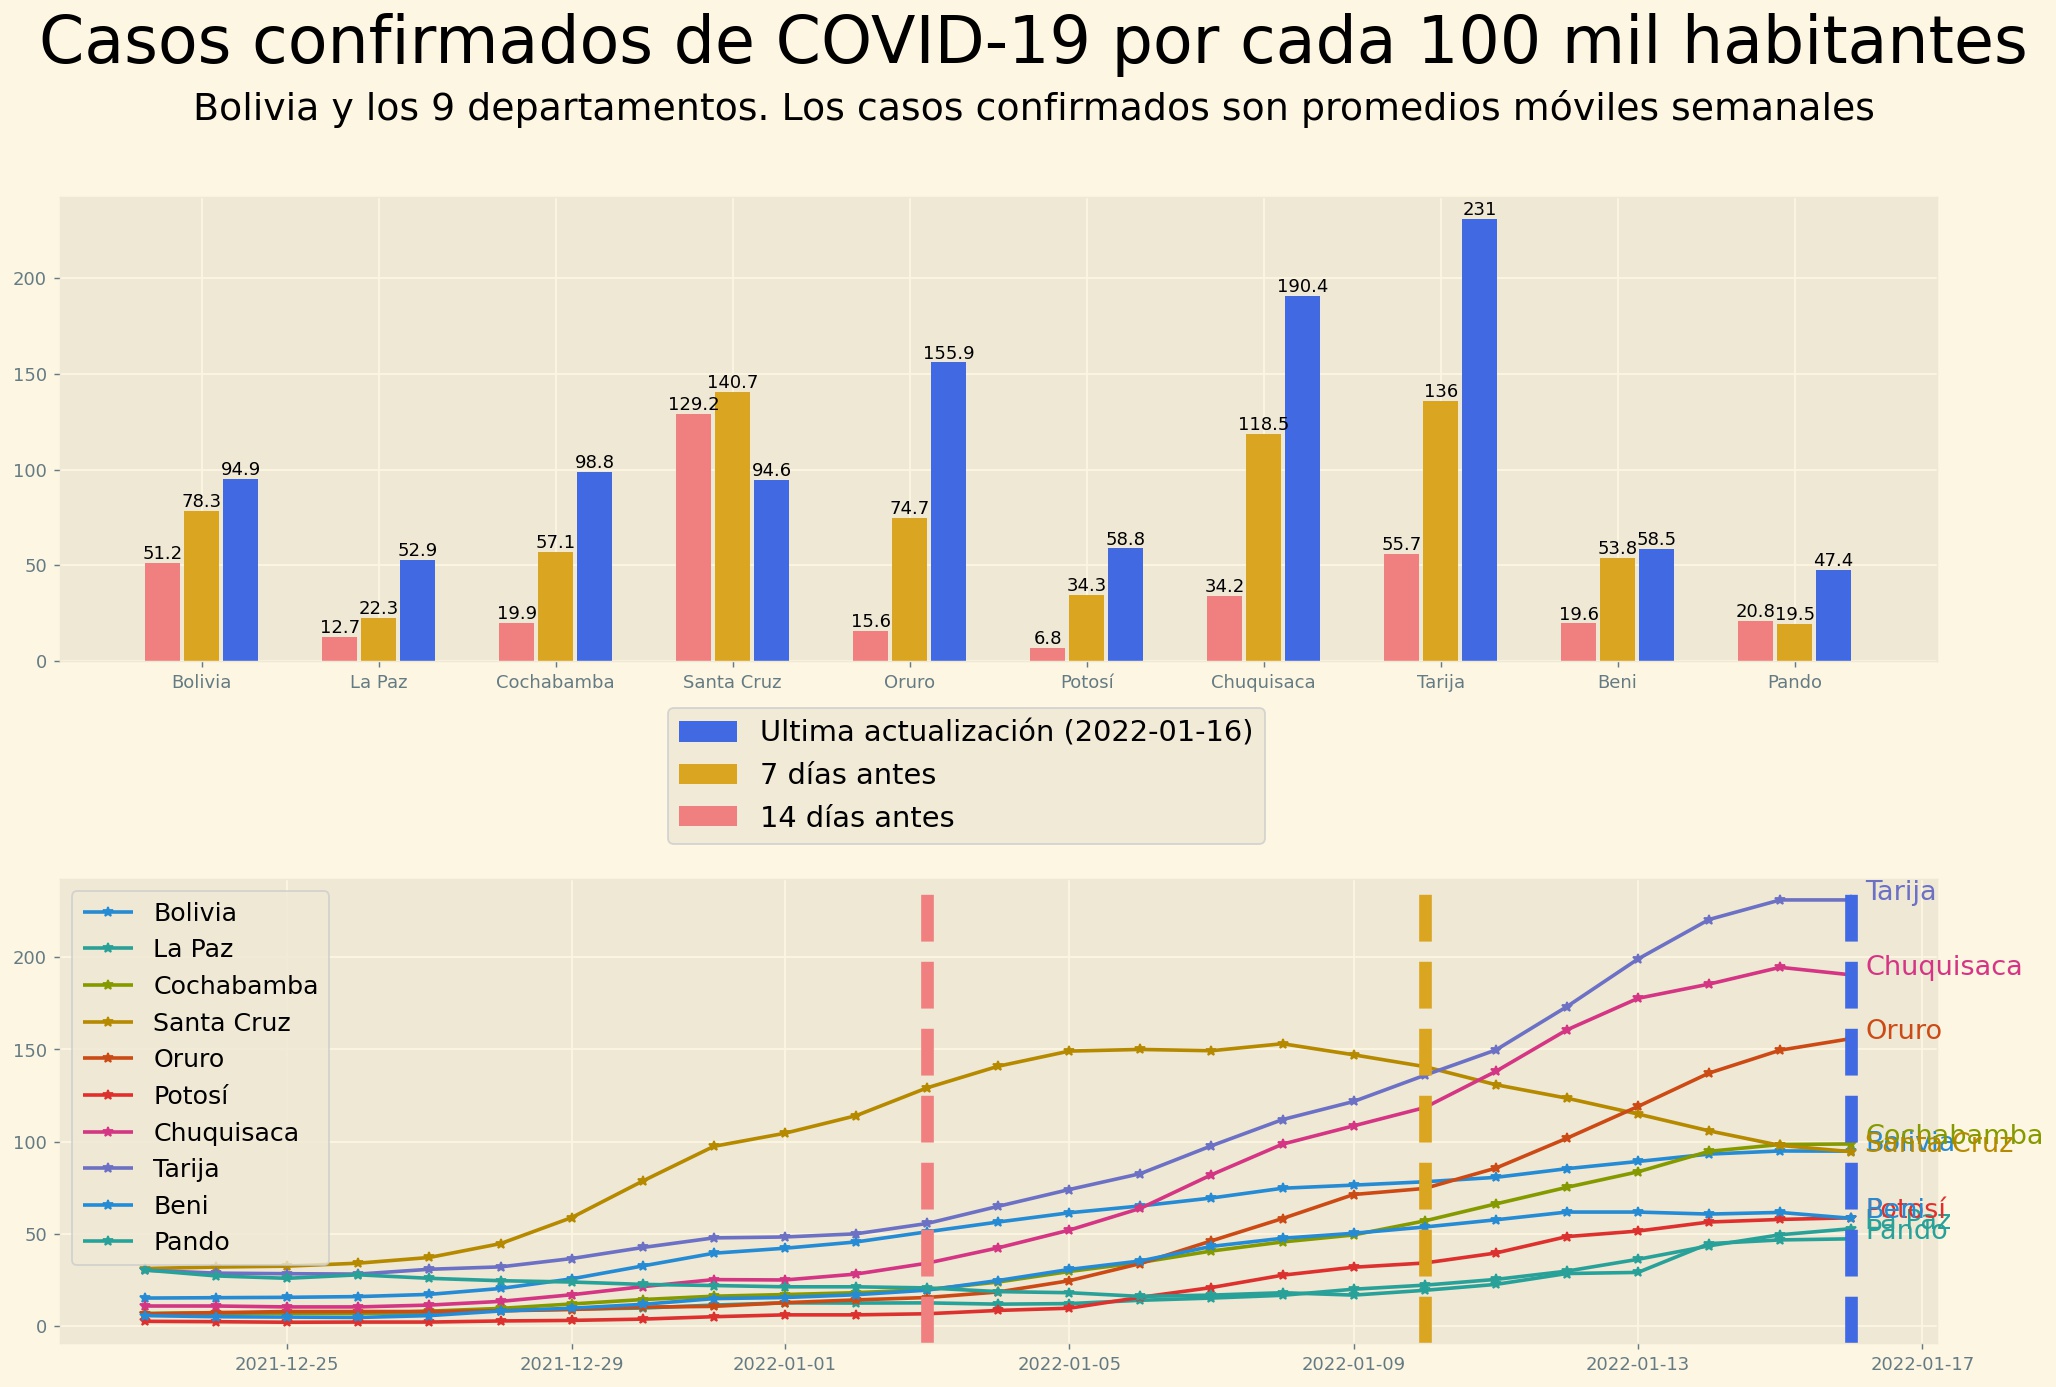 Casos confirmados de COVID-19 por cada 100 mil habitantes
Bolivia y los 9 departamentos. Los casos confirmados son promedios móviles semanales
231
190.4
200
155.9
150
140.7
136
129.2
118.5
100
94.9
98.8
94.6
78.3
74.7
51.2
52.9
57.1
58.8
55.7
53.8
58.5
47.4
50
12.7
22.3
19.9
15.6
6.8
34.3
34.2
19.6
20.8
19.5
0
Bolivia La Paz Cochabamba Santa Cruz Oruro Potosí Chuquisaca Tarija Beni Pando
Ultima actualización (2022-01-16)
7 días antes
14 días antes
Bolivia
La Paz
Cochabamba
Santa Cruz
Oruro
Potosí
Chuquisaca
Tarija
Beni
Pando
200
150
100
50
0
Tarija
Chuquisaca
Oruro
Cochabamba
Bolivia
Santa Cruz
Potosí
Beni
La Paz
Pando
2021-12-25 2021-12-29 2022-01-01 2022-01-05 2022-01-09 2022-01-13 2022-01-17